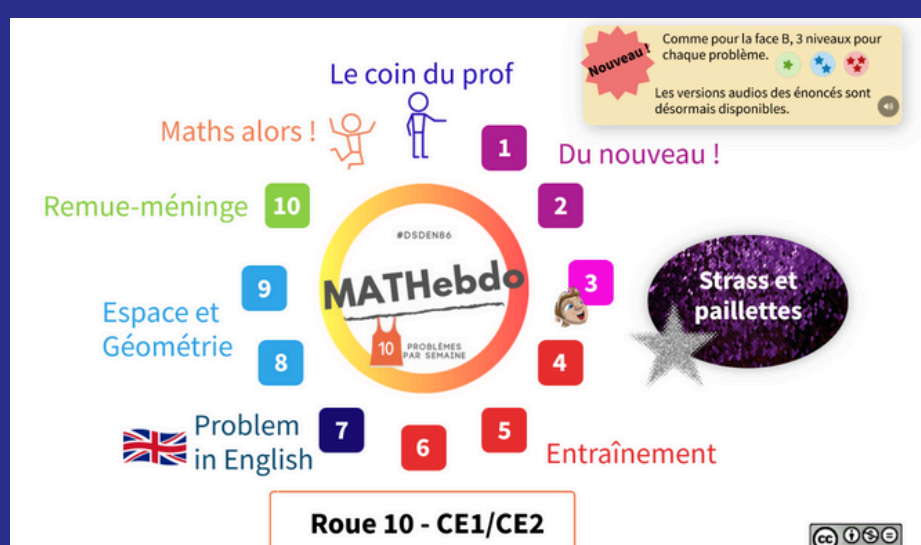 Nouveau !
Comme pour la face B, 3 niveaux pour
chaque problème.
Les versions audios des énoncés sont
désormais disponibles.
Le coin du prof
Maths alors !
1
Du nouveau !
Remue-méninge
10
2
#DSDEN86
MATHebdo
10
PROBLÈMES
PAR SEMAINE
9
3
Strass et
paillettes
Espace et
Géométrie
8
4
Problem
in English
7
6
5
Entraînement
Roue 10 - CE1/CE2
cc